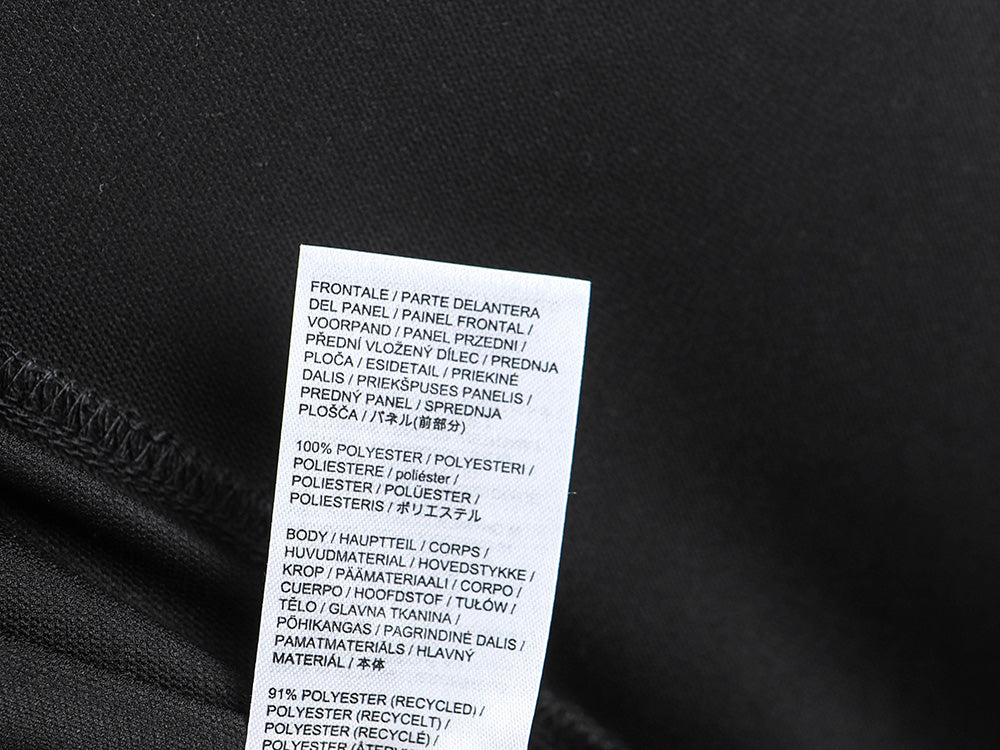 FRONTALE / PARTE DELANTERA
DEL PANEL / PAINEL FRONTAL /
VOORPAND / PANEL PRZEDNI /
PŘEDNÍ VLOŽENÝ DÍLEC / PREDNJA
PLOČA / ESIDETAIL / PRIEKINĖ
DALIS / PRIEKŠPUSES PANELIS /
PREDNÝ PANEL / SPREDNJA
PLOŠČA / パネル(前部分)
100% POLYESTER / POLYESTERI /
POLIESTERE / poliéster /
POLIESTER / POLÜESTER /
POLIESTERIS / ポリエステル
BODY / HAUPTTEIL / CORPS /
HUVUDMATERIAL / HOVEDSTYKKE /
KROP / PÄÄMATERIAALI / CORPO /
CUERPO / HOOFDSTOF / TUŁÓW /
TĚLO / GLAVNA TKANINA /
PÕHIKANGAS / PAGRINDINĖ DALIS /
PAMATMATERIĀLS / HLAVNÝ
MATERIÁL / 本体
91% POLYESTER (RECYCLED) /
POLYESTER (RECYCELT) /
POLYESTER (RECYCLÉ) /
POLYESTER